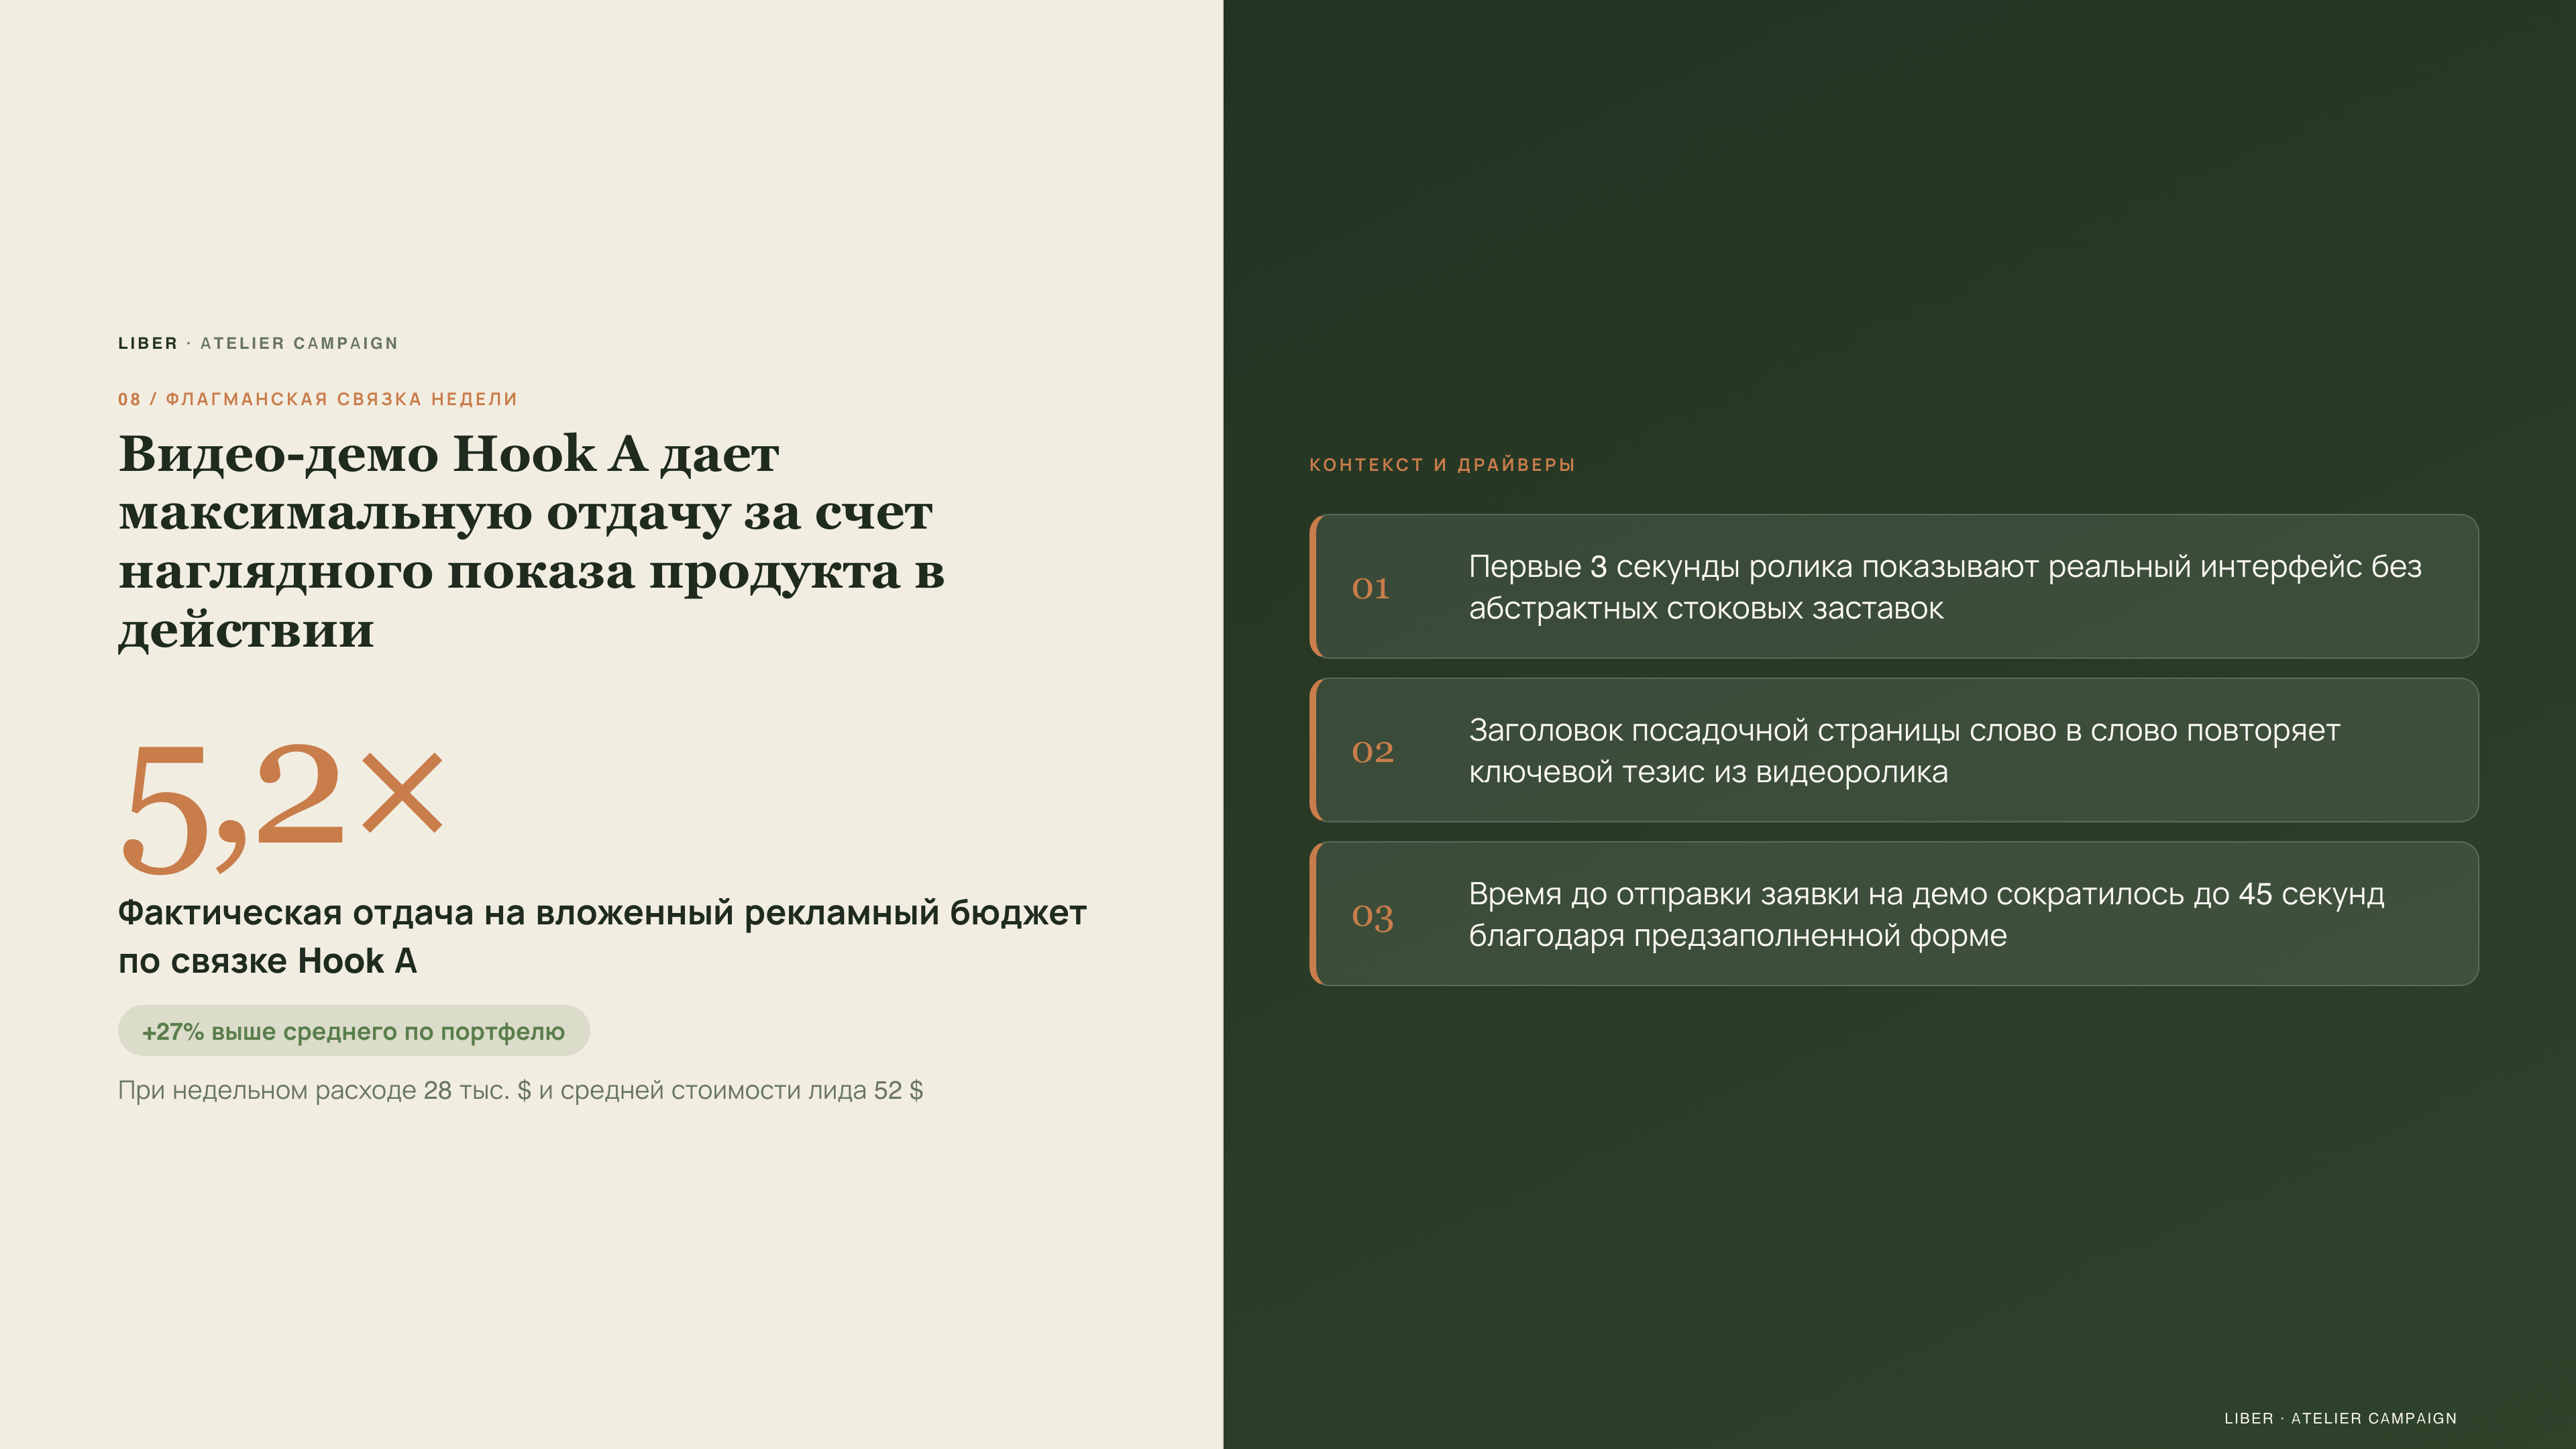 LIBER · ATELIER CAMPAIGN
08 / ФЛАГМАНСКАЯ СВЯЗКА НЕДЕЛИ
Видео-демо Hook A дает
максимальную отдачу за счет
наглядного показа продукта в
действии
5,2×
Фактическая отдача на вложенный рекламный бюджет
по связке Hook A
+27% выше среднего по портфелю
При недельном расходе 28 тыс. $ и средней стоимости лида 52 $
КОНТЕКСТ И ДРАЙВЕРЫ
01
Первые 3 секунды ролика показывают реальный интерфейс без
абстрактных стоковых заставок
02
Заголовок посадочной страницы слово в слово повторяет
ключевой тезис из видеоролика
03
Время до отправки заявки на демо сократилось до 45 секунд
благодаря предзаполненной форме
LIBER · ATELIER CAMPAIGN